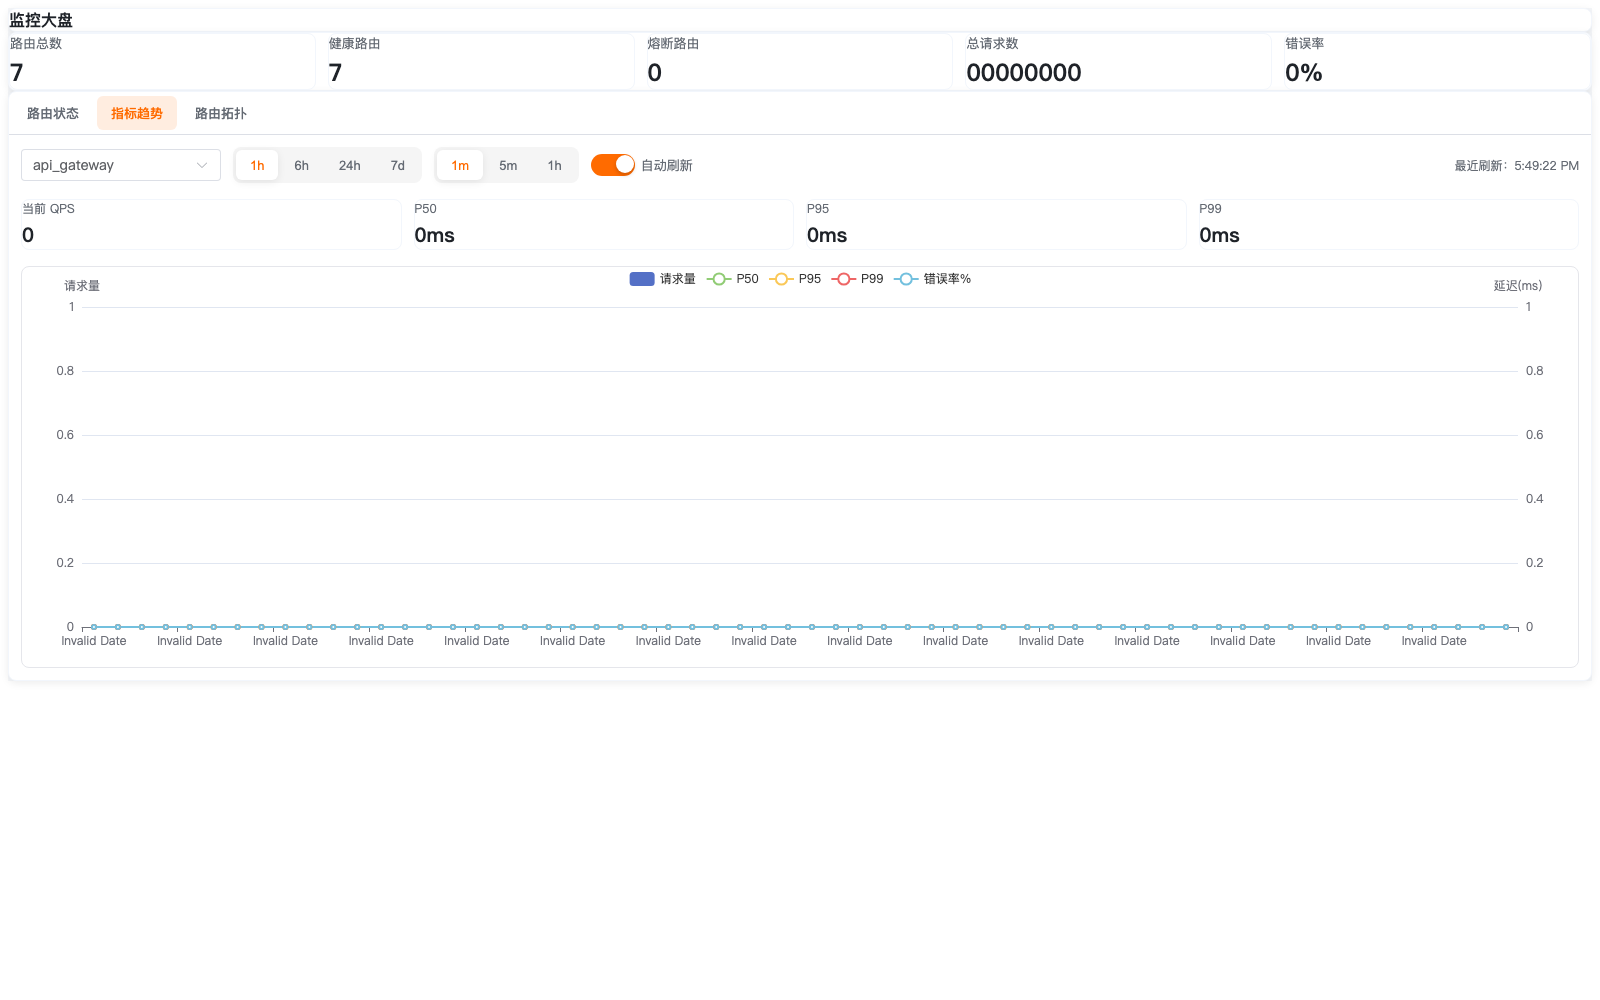 监控大盘
路由总数 健康路由 熔断路由 总请求数 错误率
7 7 0 00000000 0%
路由状态 指标趋势 路由拓扑
api_gateway 1h 6h 24h 7d 1m 5m 1h 自动刷新 最近刷新：5:49:22 PM
当前 QPS P50 P95 P99
0 0ms 0ms 0ms
请求量 P50 P95 P99 错误率%
请求量 延迟(ms)
1 1
0.8 0.8
0.6 0.6
0.4 0.4
0.2 0.2
0 0
Invalid Date Invalid Date Invalid Date Invalid Date Invalid Date Invalid Date Invalid Date Invalid Date Invalid Date Invalid Date Invalid Date Invalid Date Invalid Date Invalid Date Invalid Date